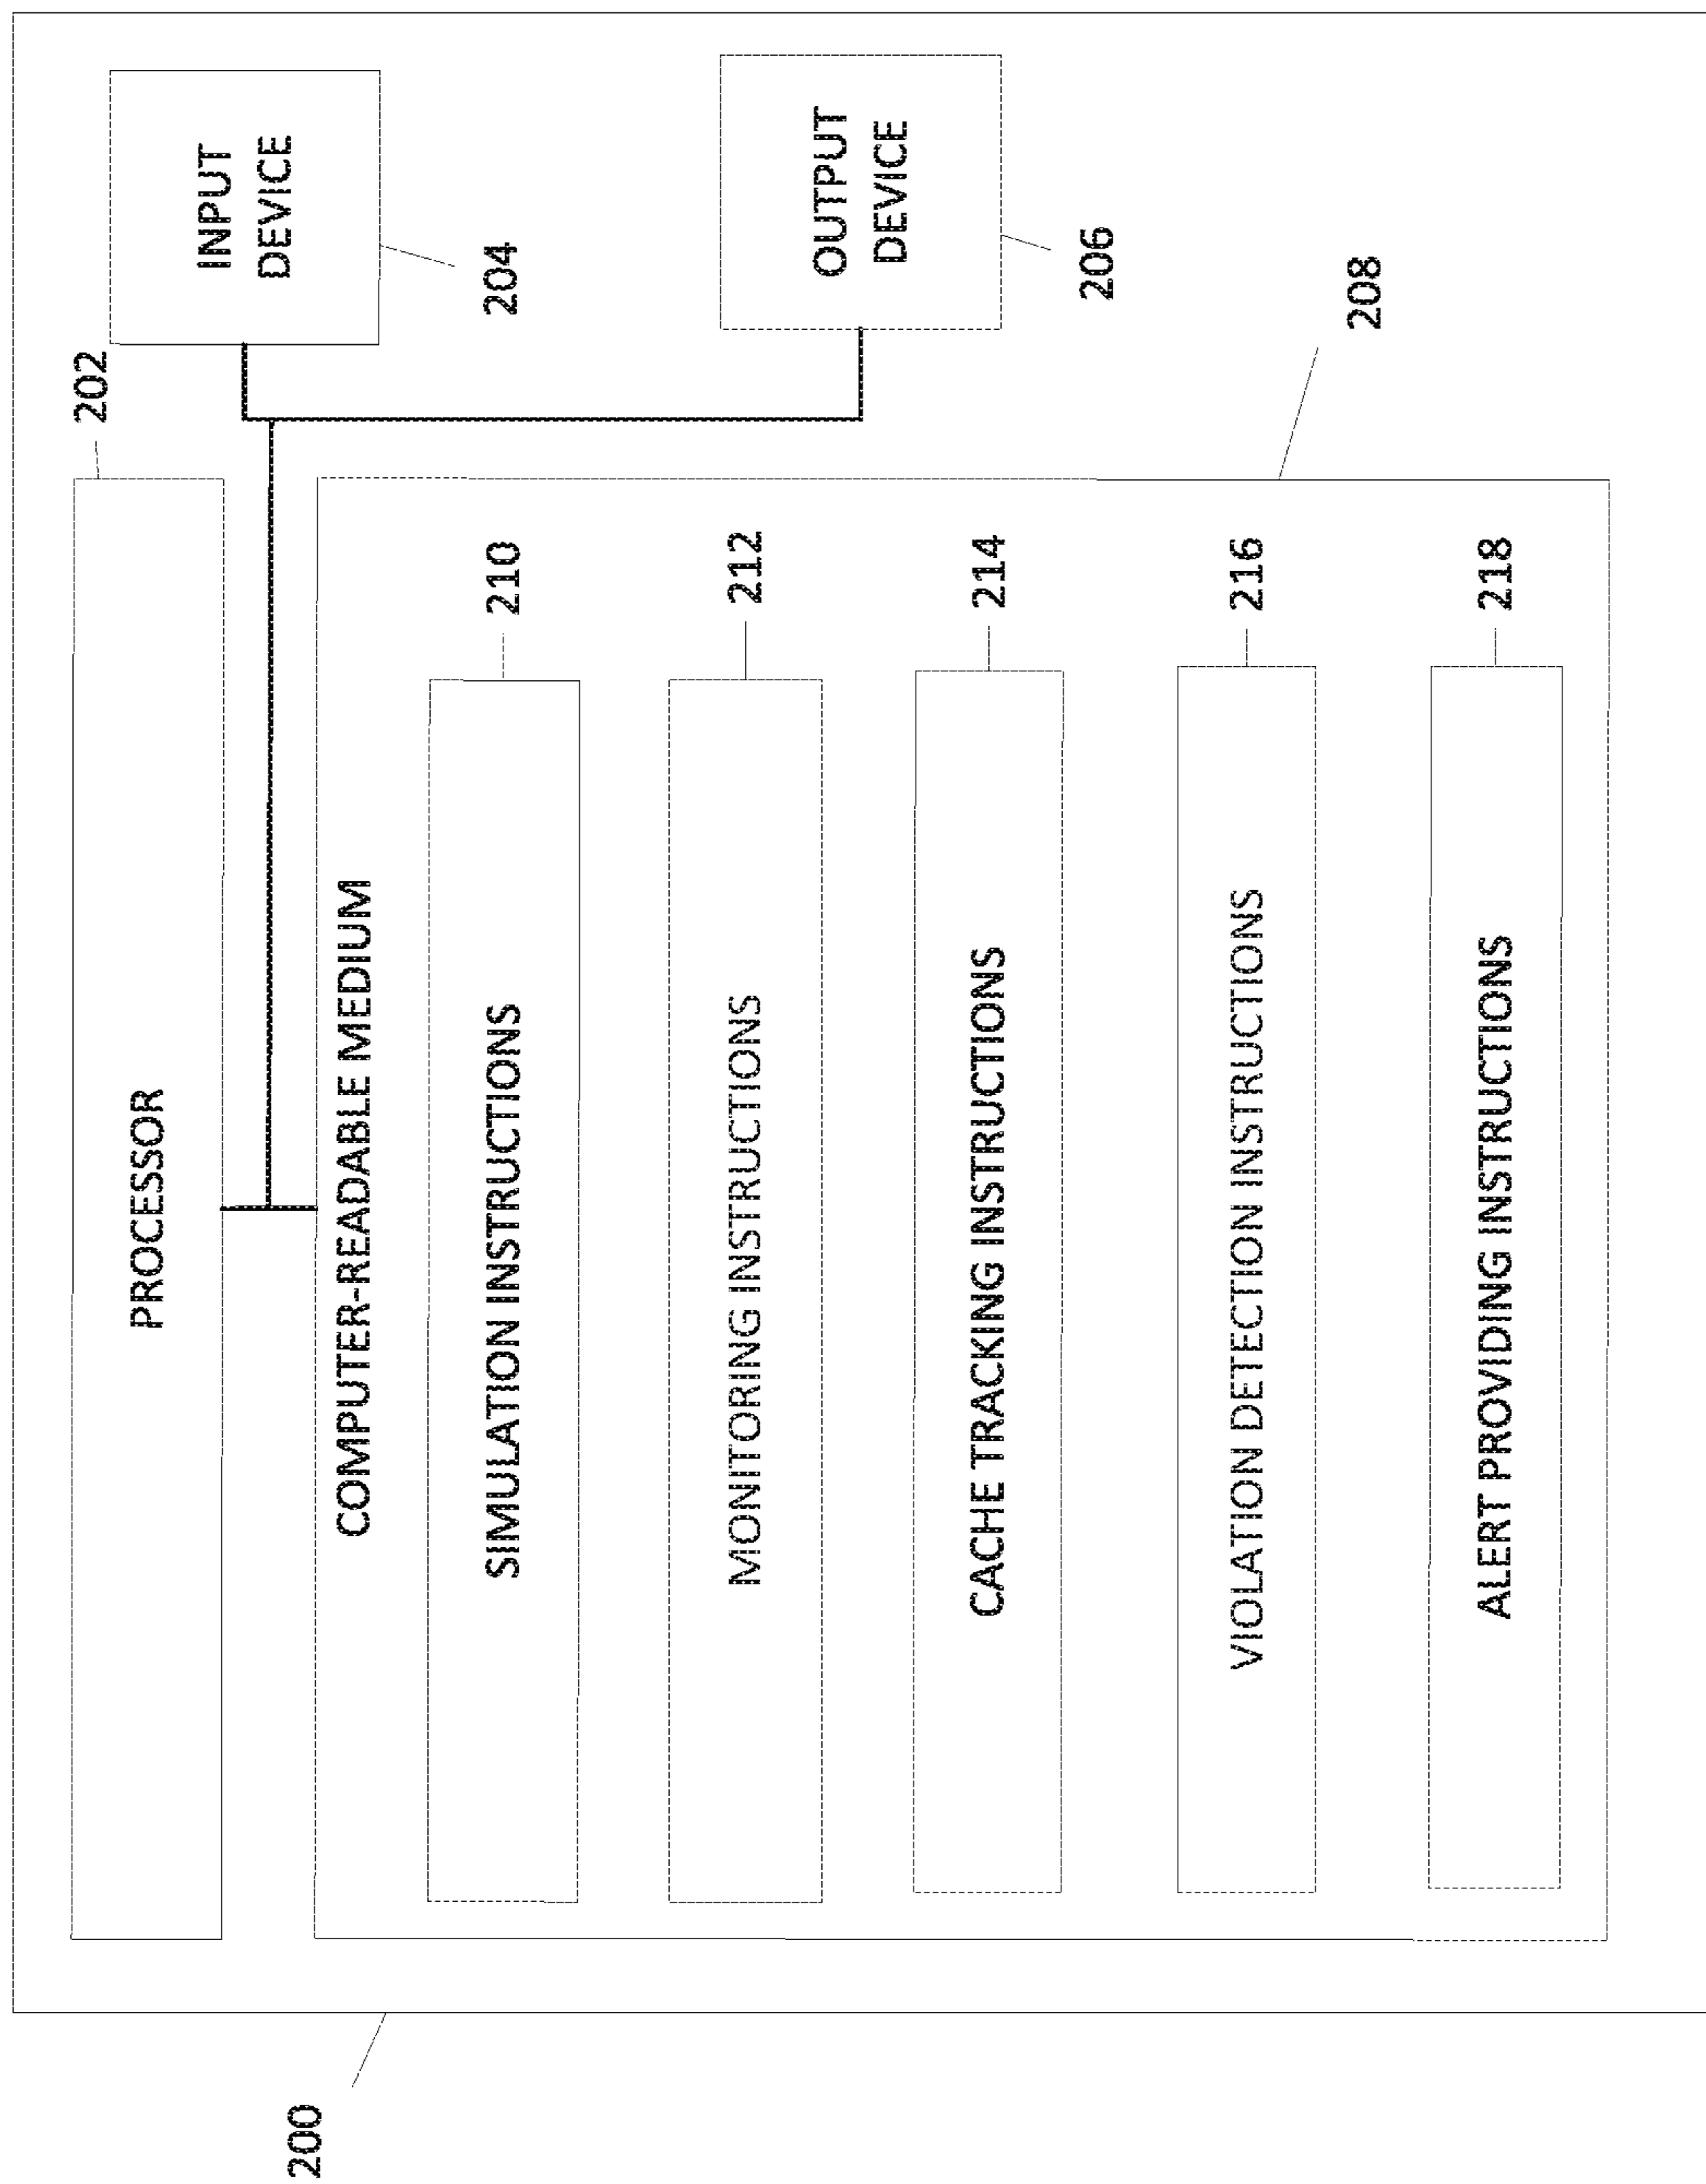 200
PROCESSOR
202
COMPUTER-READABLE MEDIUM
208
SIMULATION INSTRUCTIONS
210
MONITORING INSTRUCTIONS
212
CACHE TRACKING INSTRUCTIONS
214
VIOLATION DETECTION INSTRUCTIONS
216
ALERT PROVIDING INSTRUCTIONS
218
INPUT
DEVICE
204
OUTPUT
DEVICE
206